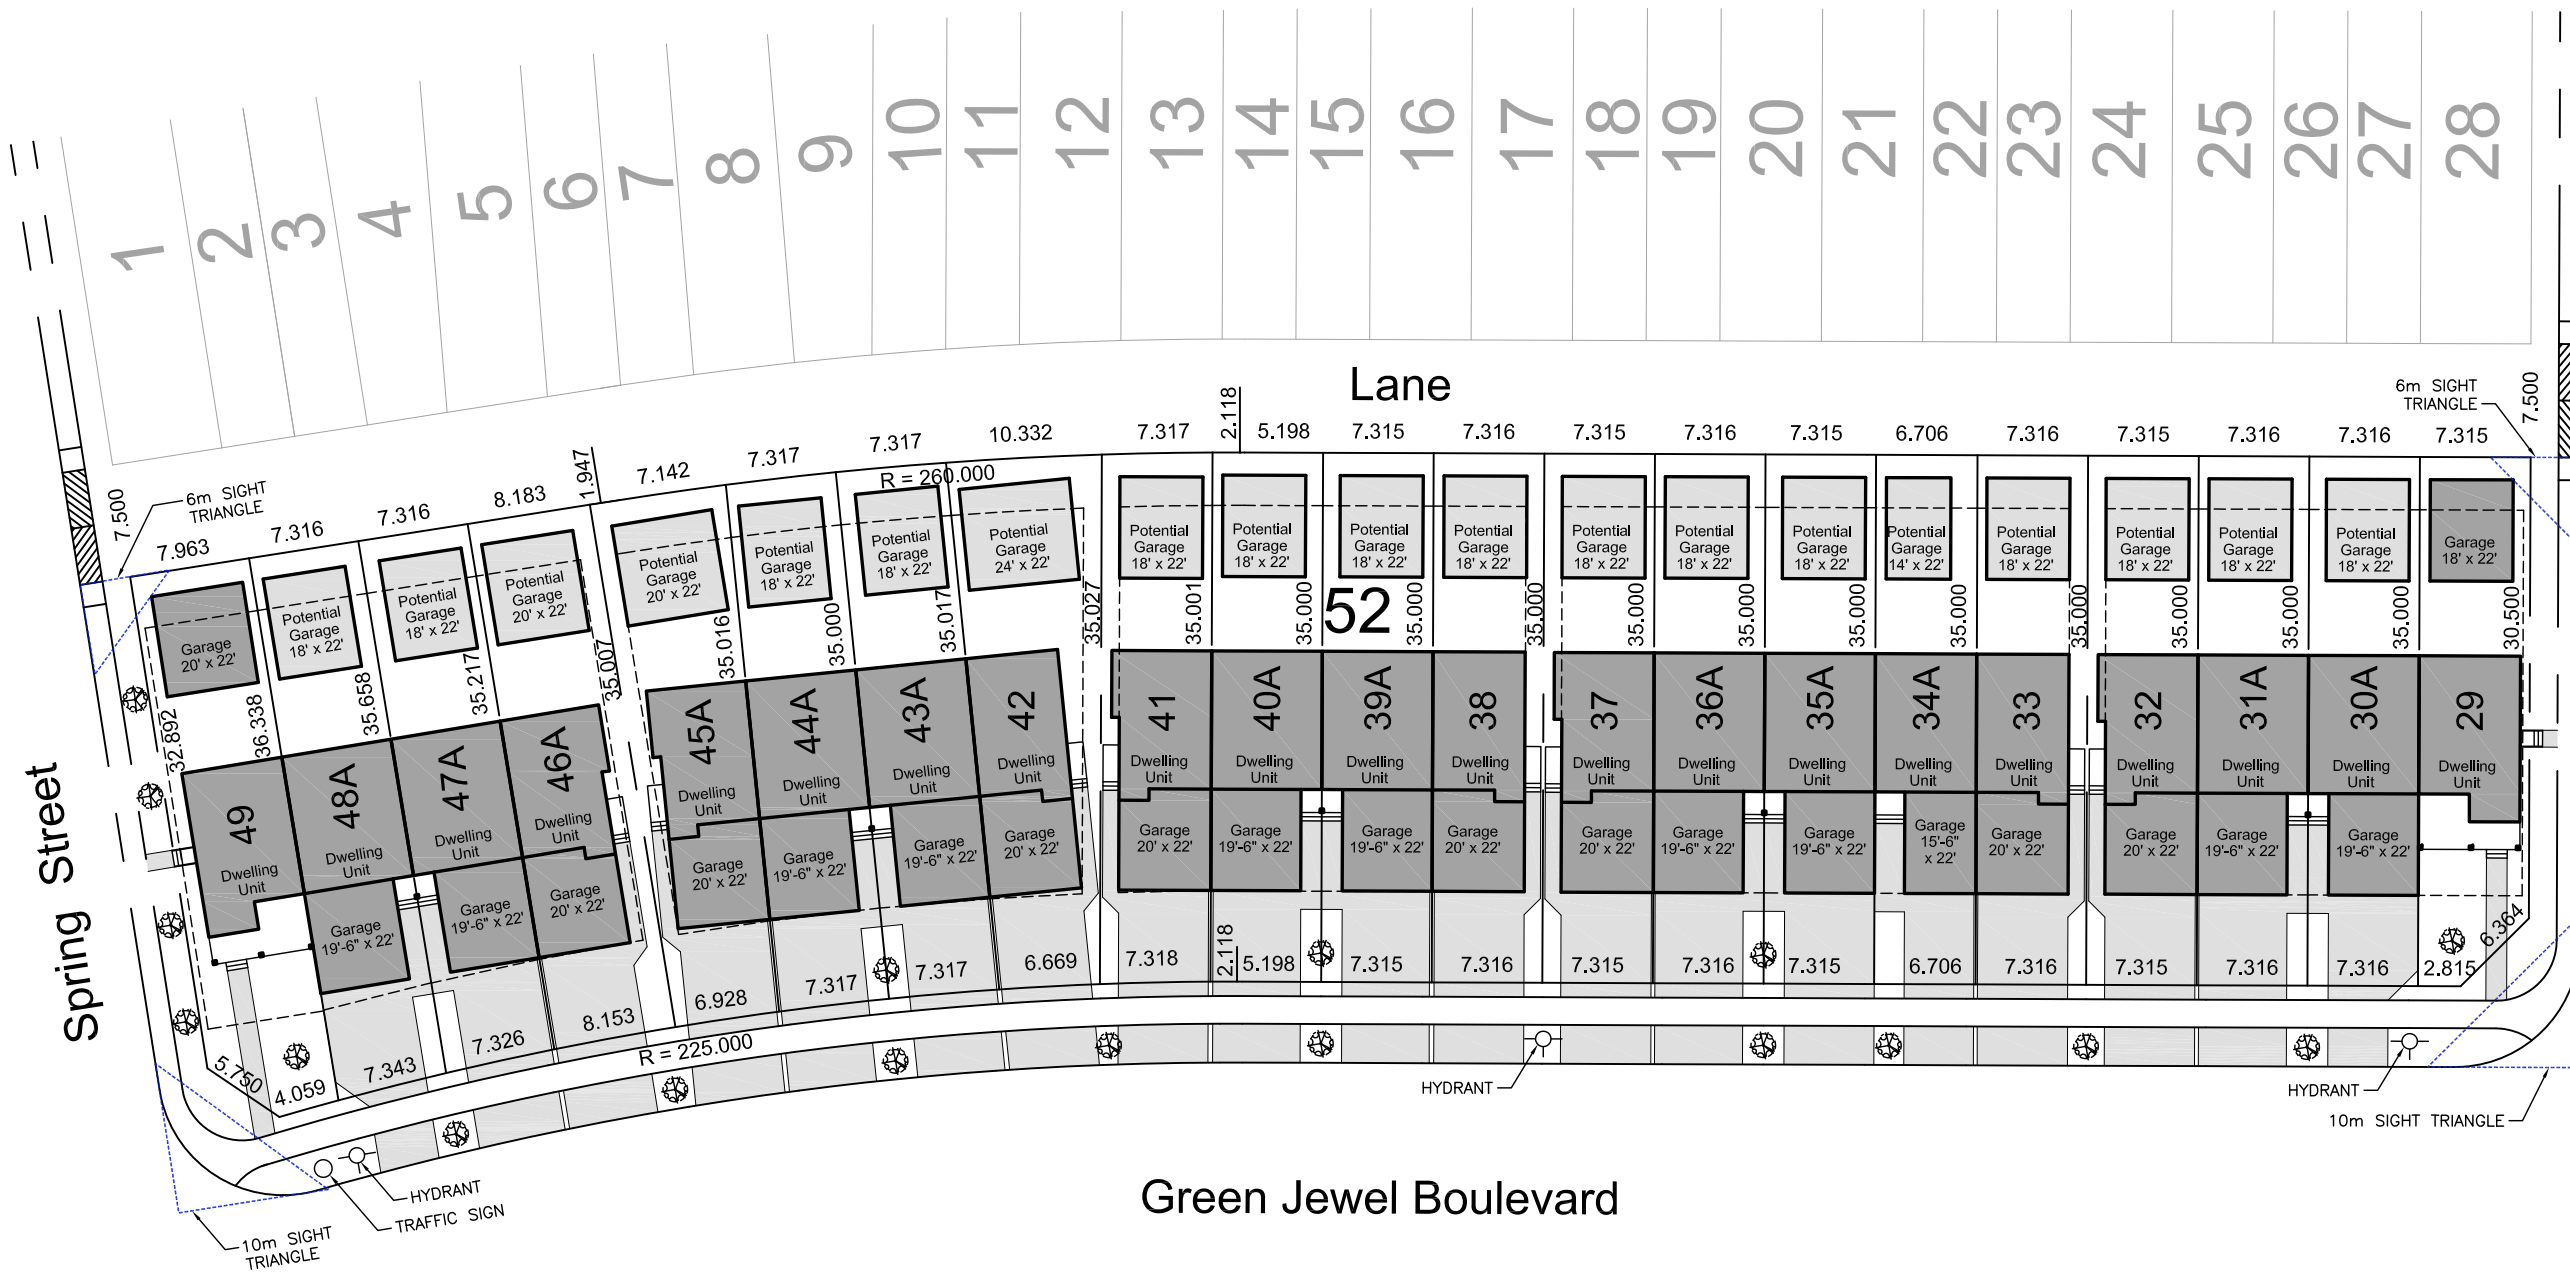 1 2 3 4 5 6 7 8 9 10 11 12 13 14 15 16 17 18 19 20 21 22 23 24 25 26 27 28
Lane
6m SIGHT
TRIANGLE
7.500
6m SIGHT
TRIANGLE
7.500
7.963 7.316 7.316 8.183 1.947 7.142 7.317 7.317 10.332 7.317 2.118 5.198 7.315 7.316 7.315 7.316 7.315 6.706 7.316 7.315 7.316 7.316 7.315
R = 260.000
Garage
20' x 22'
Potential
Garage
18' x 22'
Potential
Garage
18' x 22'
Potential
Garage
20' x 22'
Potential
Garage
20' x 22'
Potential
Garage
18' x 22'
Potential
Garage
18' x 22'
Potential
Garage
24' x 22'
Potential
Garage
18' x 22'
Potential
Garage
18' x 22'
Potential
Garage
18' x 22'
Potential
Garage
18' x 22'
Potential
Garage
18' x 22'
Potential
Garage
18' x 22'
Potential
Garage
18' x 22'
Potential
Garage
14' x 22'
Potential
Garage
18' x 22'
Potential
Garage
18' x 22'
Potential
Garage
18' x 22'
Potential
Garage
18' x 22'
Garage
18' x 22'
32.892 36.338 35.658 35.217 35.007 35.016 35.000 35.017 35.027 35.001 35.000 35.000 35.000 35.000 35.000 35.000 35.000 35.000 35.000 35.000 30.500
52
49
Dwelling
Unit
48A
Dwelling
Unit
47A
Dwelling
Unit
46A
Dwelling
Unit
45A
Dwelling
Unit
44A
Dwelling
Unit
43A
Dwelling
Unit
42
Dwelling
Unit
41
Dwelling
Unit
40A
Dwelling
Unit
39A
Dwelling
Unit
38
Dwelling
Unit
37
Dwelling
Unit
36A
Dwelling
Unit
35A
Dwelling
Unit
34A
Dwelling
Unit
33
Dwelling
Unit
32
Dwelling
Unit
31A
Dwelling
Unit
30A
Dwelling
Unit
29
Dwelling
Unit
Garage
19'-6" x 22'
Garage
19'-6" x 22'
Garage
20' x 22'
Garage
20' x 22'
Garage
19'-6" x 22'
Garage
19'-6" x 22'
Garage
20' x 22'
Garage
20' x 22'
Garage
19'-6" x 22'
Garage
19'-6" x 22'
Garage
20' x 22'
Garage
20' x 22'
Garage
19'-6" x 22'
Garage
19'-6" x 22'
Garage
15'-6"
x 22'
Garage
20' x 22'
Garage
20' x 22'
Garage
19'-6" x 22'
Garage
19'-6" x 22'
5.750 4.059 7.343 7.326 8.153 6.928 7.317 7.317 6.669 7.318 2.118 5.198 7.315 7.316 7.315 7.316 7.315 6.706 7.316 7.315 7.316 7.316 2.815 6.364
R = 225.000
Spring Street
HYDRANT
HYDRANT
10m SIGHT TRIANGLE
HYDRANT
TRAFFIC SIGN
10m SIGHT
TRIANGLE
Green Jewel Boulevard